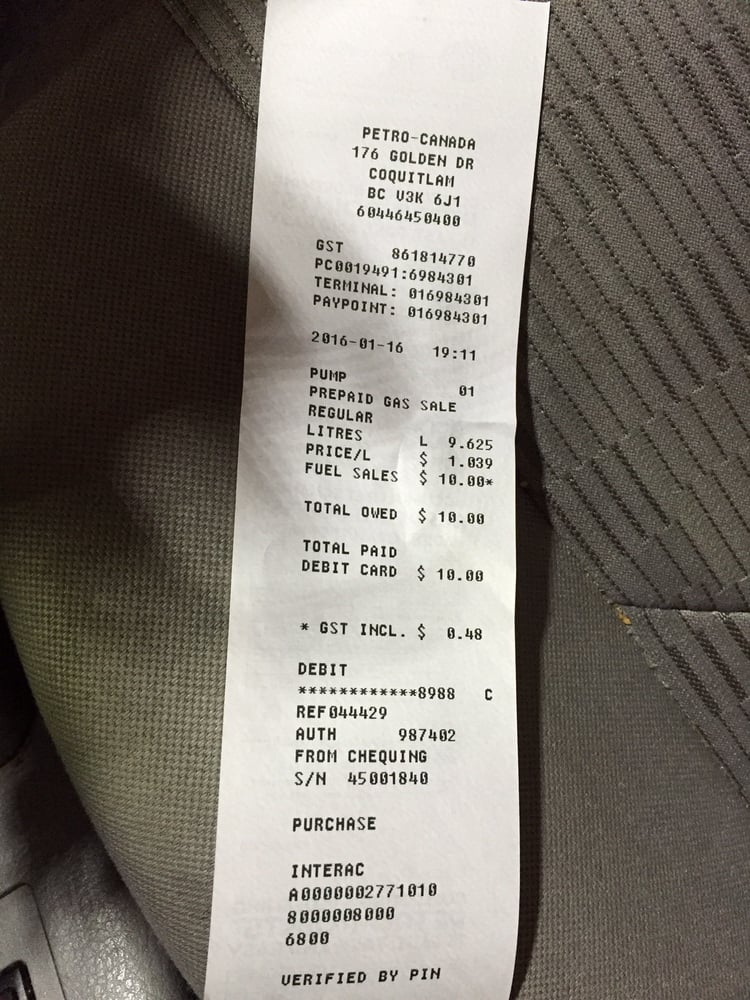 PETRO-CANADA
176 GOLDEN DR
COQUITLAM
BC V3K 6J1
60446450400
GST 861814770
PC0019491:6984301
TERMINAL: 016984301
PAYPOINT: 016984301
2016-01-16 19:11
PUMP 01
PREPAID GAS SALE
REGULAR
LITRES L 9.625
PRICE/L $ 1.039
FUEL SALES $ 10.00*
TOTAL OWED $ 10.00
TOTAL PAID
DEBIT CARD $ 10.00
* GST INCL. $ 0.48
DEBIT
************8988 C
REF044429
AUTH 987402
FROM CHEQUING
S/N 45001840
PURCHASE
INTERAC
A0000002771010
8000008000
6800
VERIFIED BY PIN